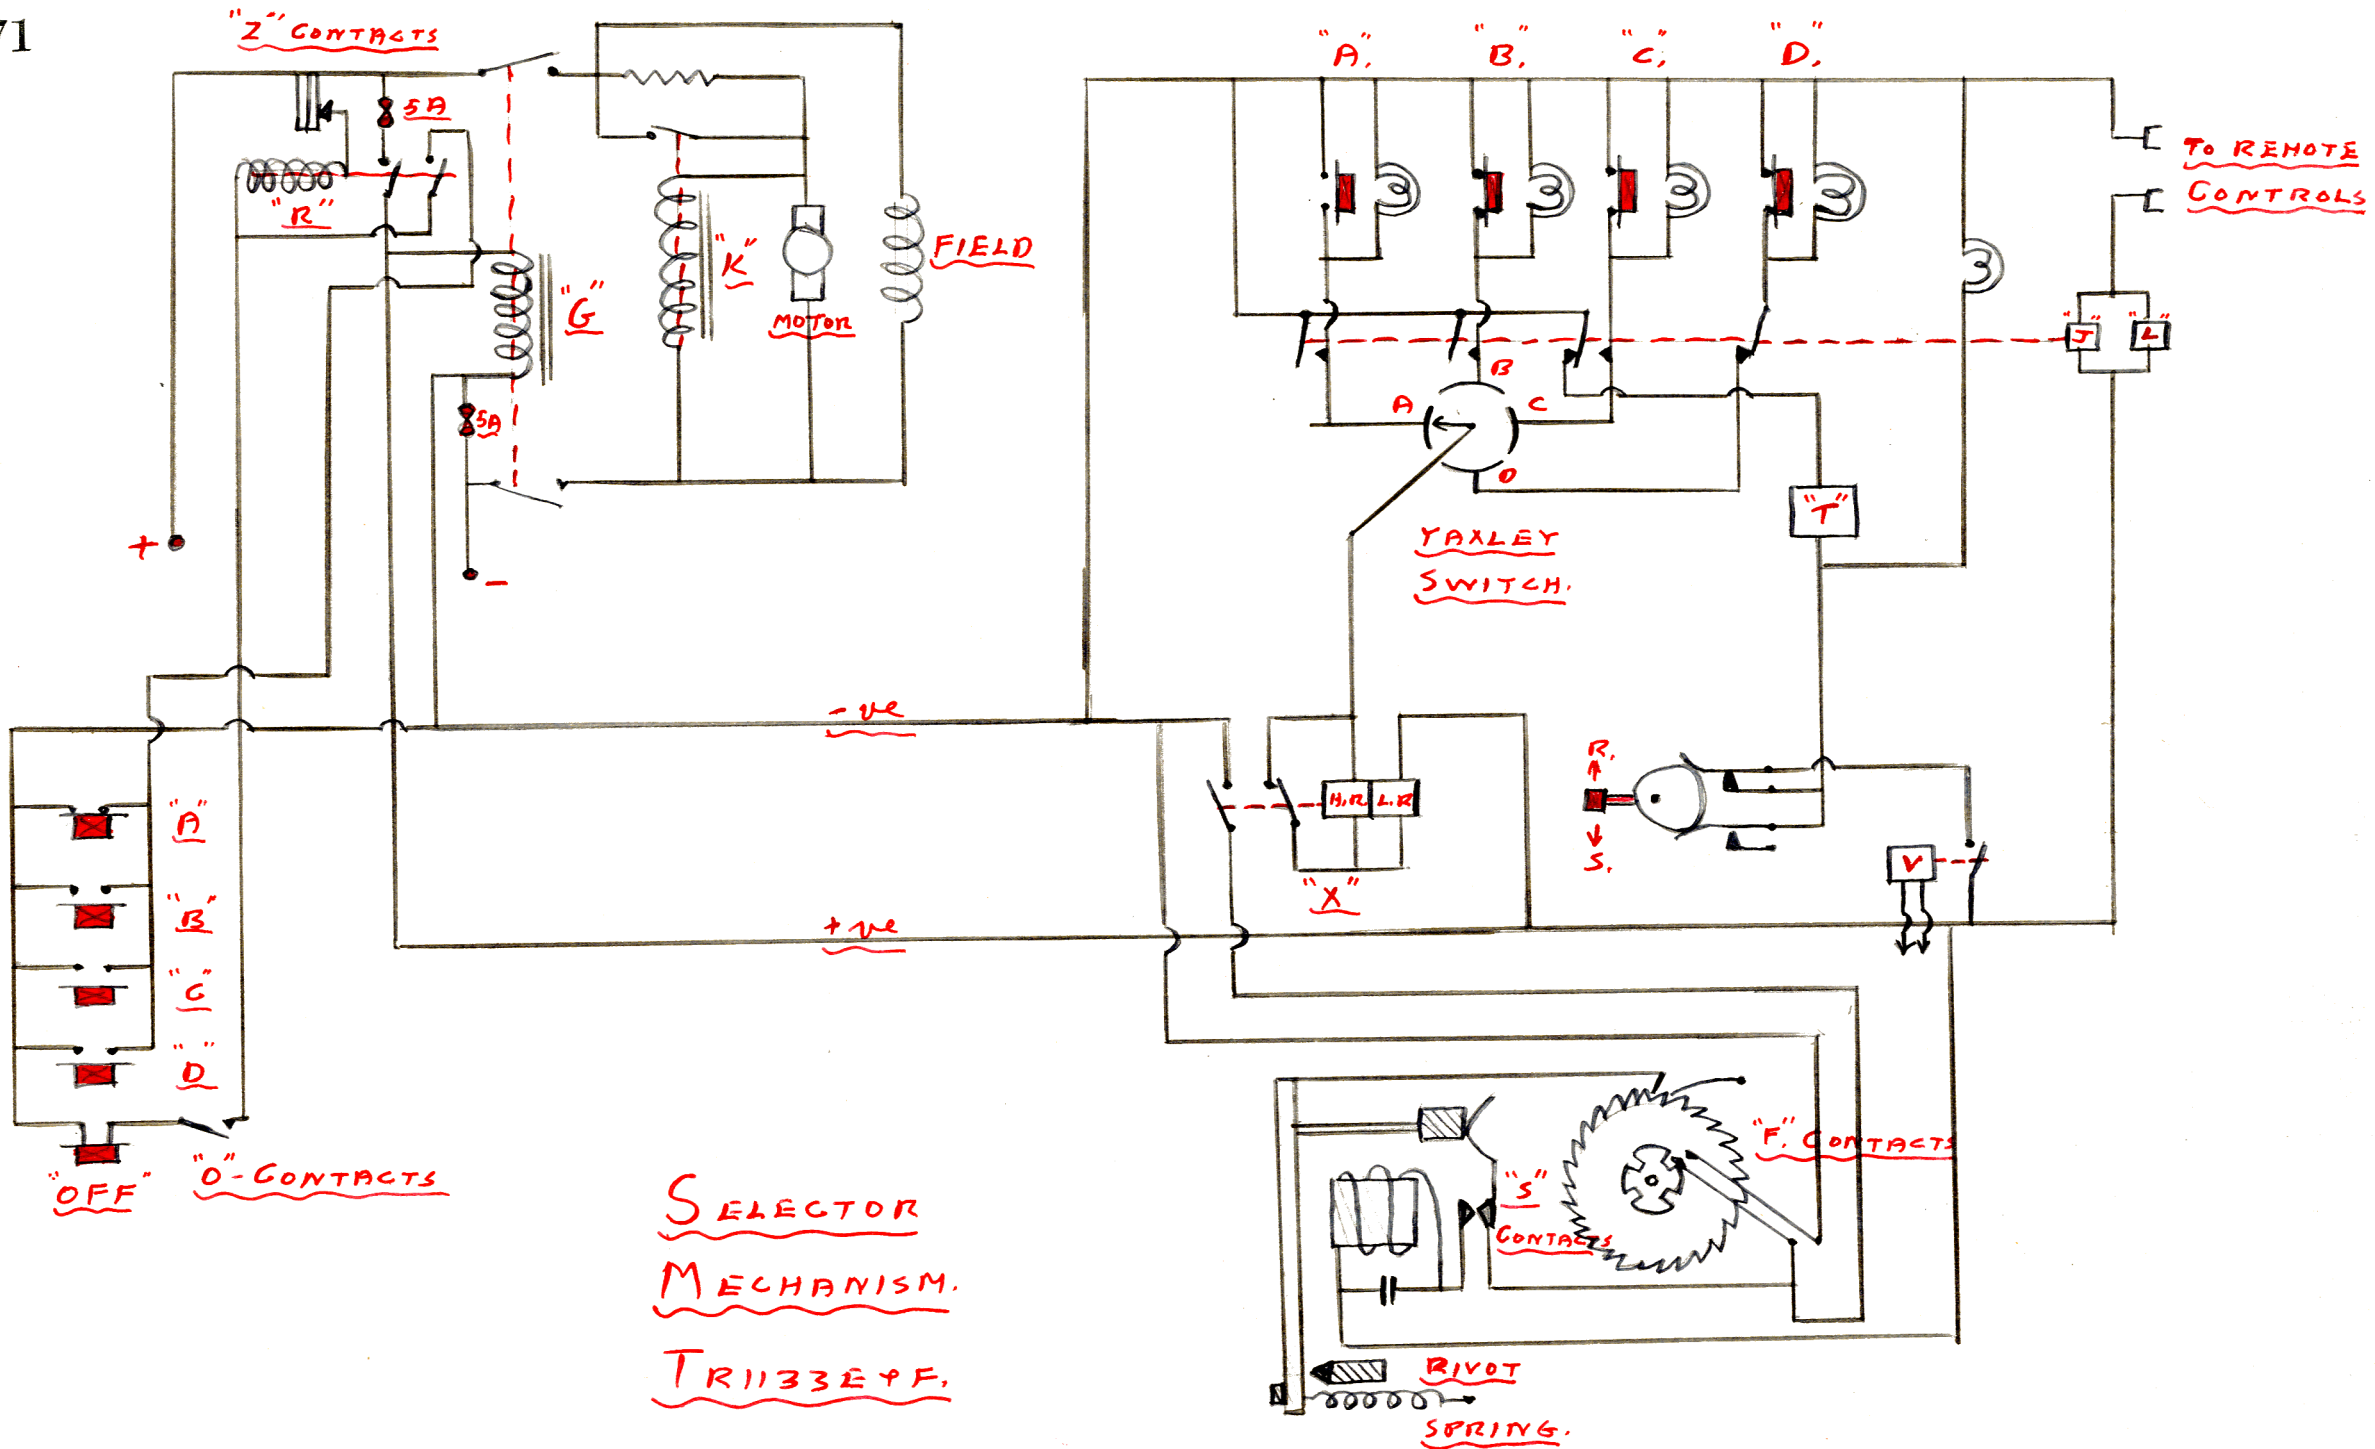 71
"Z" CONTACTS
5A
"R"
"G"
"K"
MOTOR
FIELD
5A
+
-
"A" "B" "C" "D"
TO REMOTE
CONTROLS
"J" "L"
B
A C
D
YAXLEY
SWITCH.
"T"
-ve
+ve
H.R. L.R
"X"
R.
S.
V
"A"
"B"
"C"
"D"
"OFF"
"O"-CONTACTS
SELECTOR
MECHANISM.
TR1133E+F.
"F." CONTACTS
"S"
CONTACTS
RIVOT
SPRING.